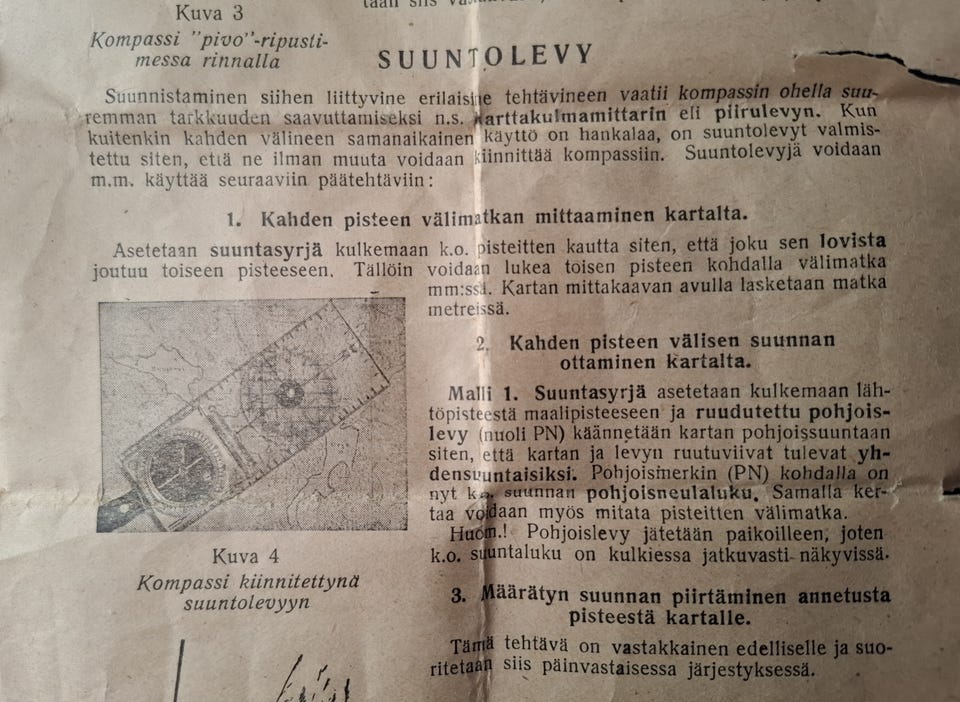 Kuva 3
Kompassi "pivo"-ripusti-
messa rinnalla
SUUNTOLEVY
Suunnistaminen siihen liittyvine erilaisine tehtävineen vaatii kompassin ohella suu-
remman tarkkuuden saavuttamiseksi n.s. karttakulmamittarin eli piirulevyn. Kun
kuitenkin kahden välineen samanaikainen käyttö on hankalaa, on suuntolevyt valmis-
tettu siten, että ne ilman muuta voidaan kiinnittää kompassiin. Suuntolevyjä voidaan
m.m. käyttää seuraaviin päätehtäviin:
1. Kahden pisteen välimatkan mittaaminen kartalta.
Asetetaan suuntasyrjä kulkemaan k.o. pisteitten kautta siten, että joku sen lovista
joutuu toiseen pisteeseen. Tällöin voidaan lukea toisen pisteen kohdalla välimatka
mm:ssä. Kartan mittakaavan avulla lasketaan matka
metreissä.
2. Kahden pisteen välisen suunnan
ottaminen kartalta.
Malli 1. Suuntasyrjä asetetaan kulkemaan läh-
töpisteestä maalipisteeseen ja ruudutettu pohjois-
levy (nuoli PN) käännetään kartan pohjoissuuntaan
siten, että kartan ja levyn ruutuviivat tulevat yh-
densuuntaisiksi. Pohjoismerkin (PN) kohdalla on
nyt k.o. suunnan pohjoisneulaluku. Samalla ker-
taa voidaan myös mitata pisteitten välimatka.
Huom.! Pohjoislevy jätetään paikoilleen, joten
k.o. suuntaluku on kulkiessa jatkuvasti näkyvissä.
Kuva 4
Kompassi kiinnitettynä
suuntolevyyn
3. Määrätyn suunnan piirtäminen annetusta
pisteestä kartalle.
Tämä tehtävä on vastakkainen edelliselle ja suo-
ritetaan siis päinvastaisessa järjestyksessä.